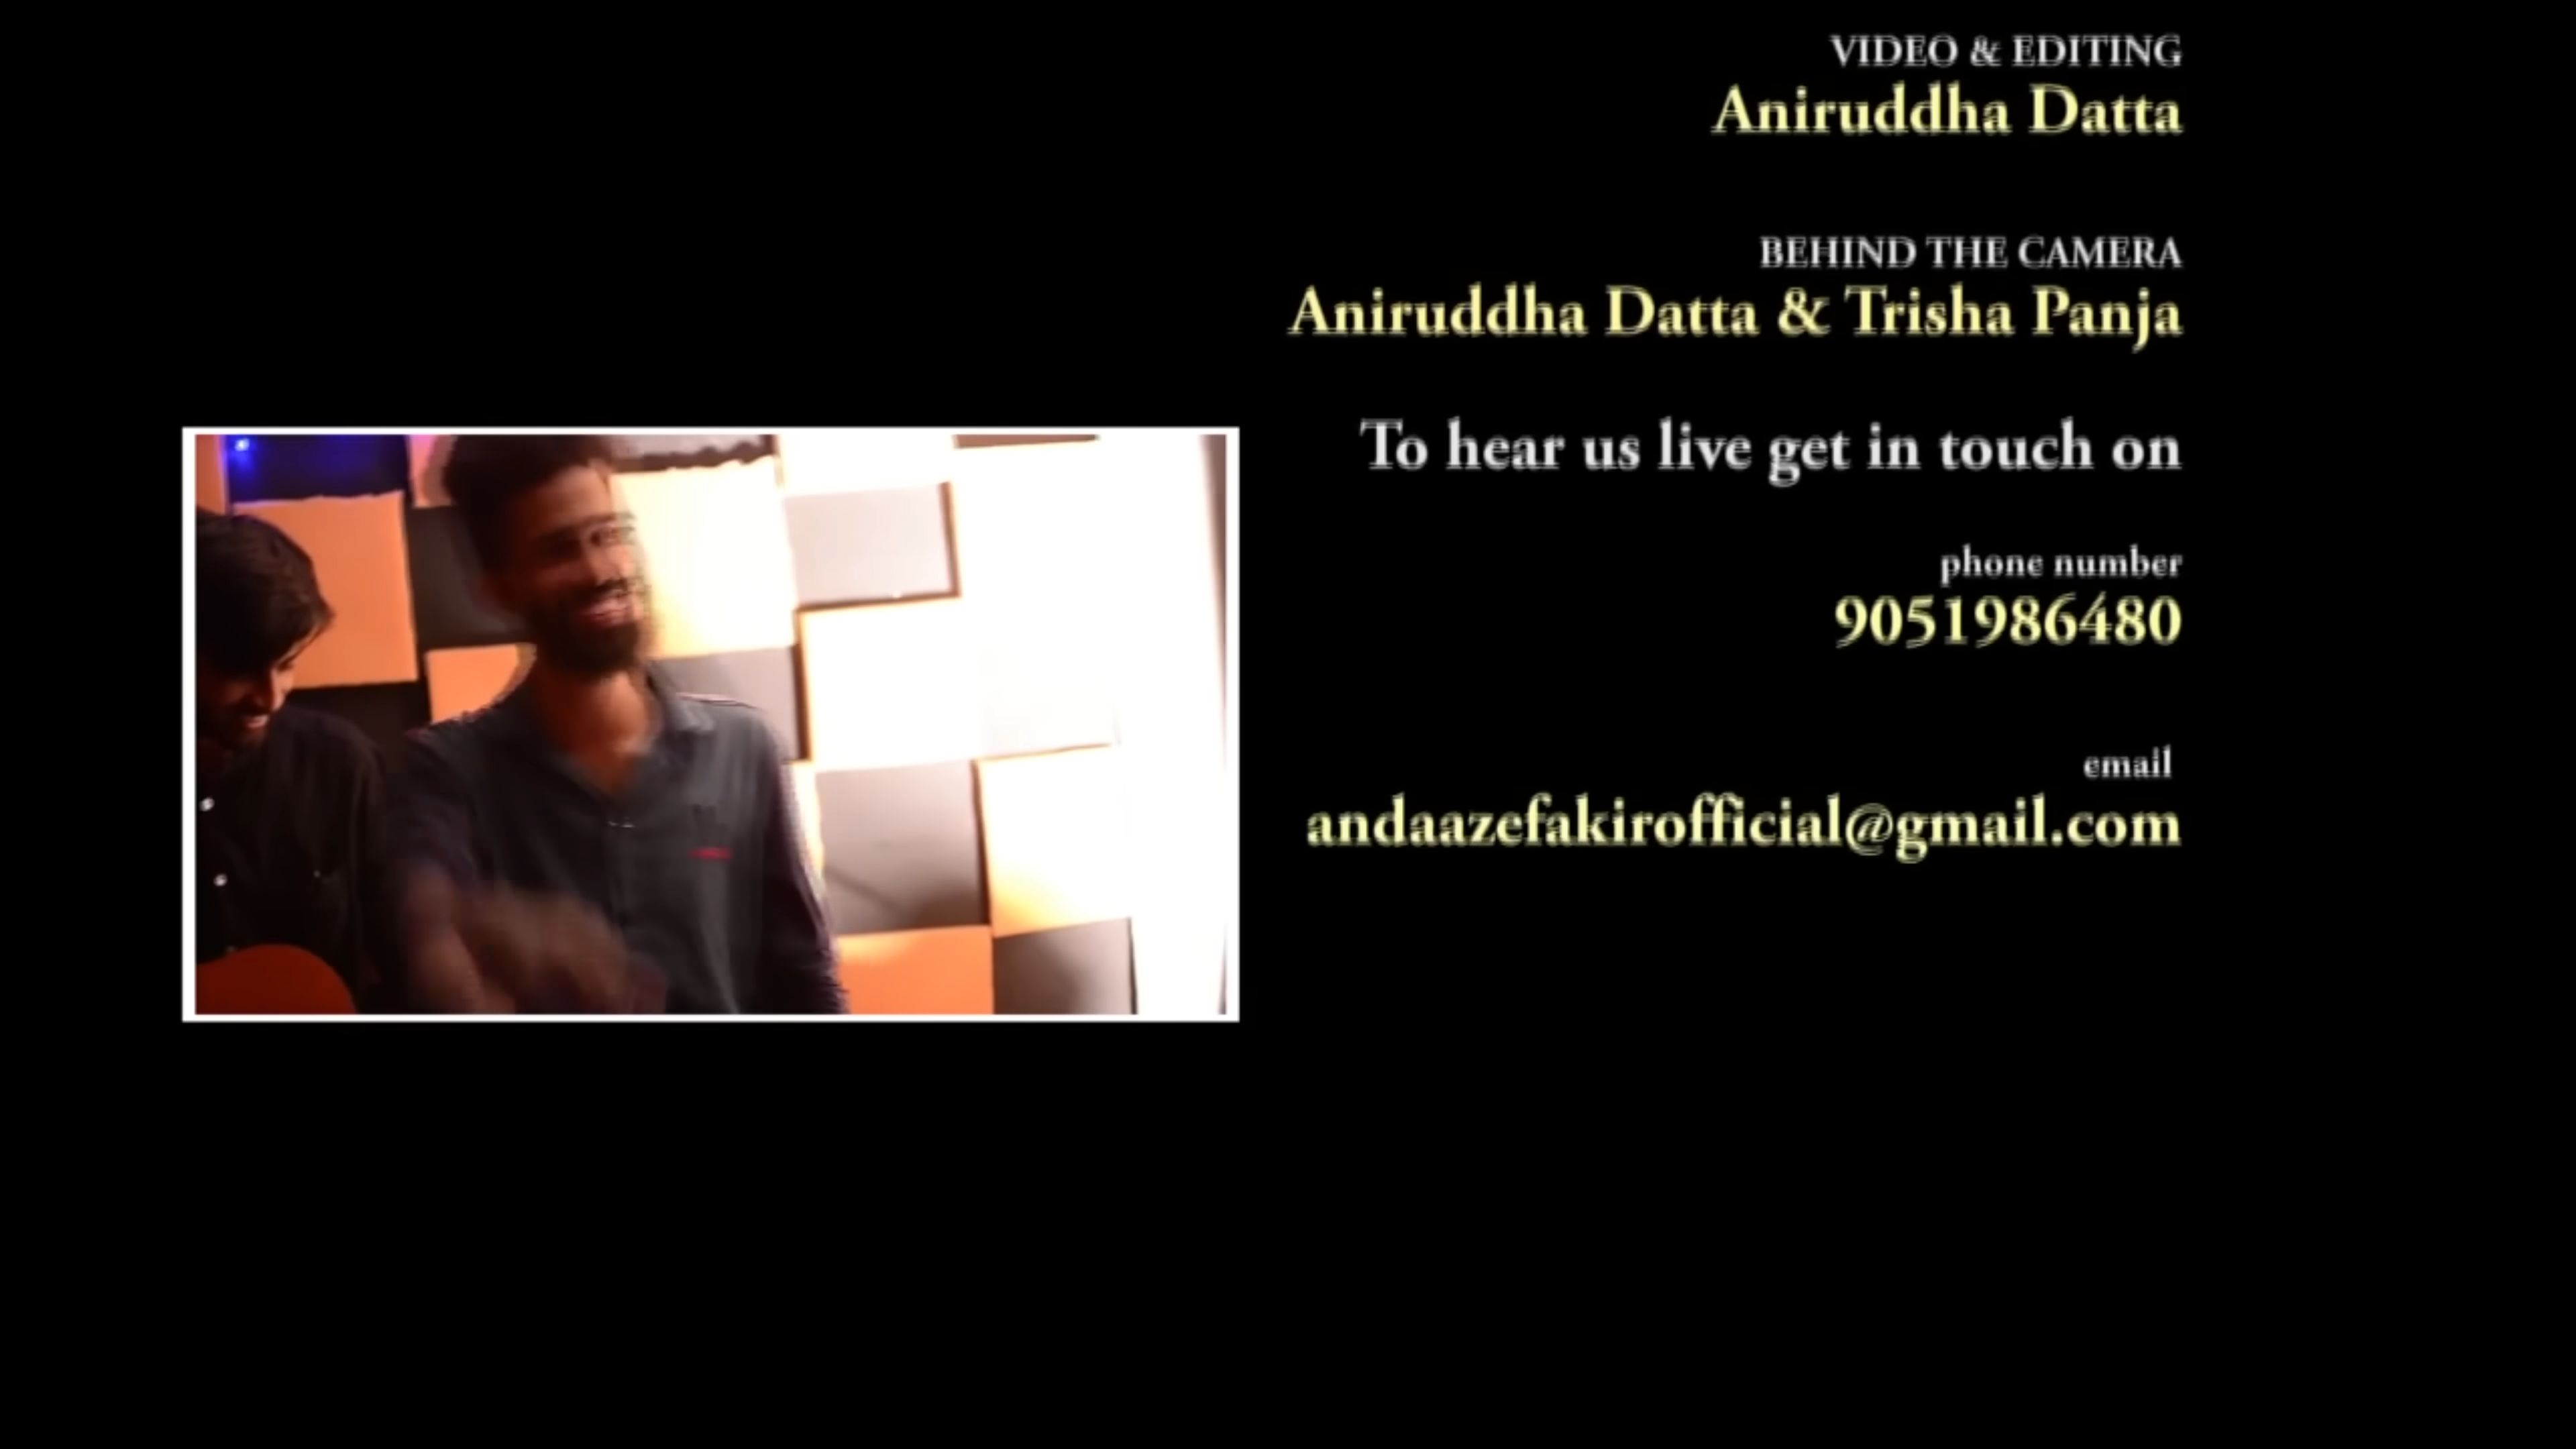 VIDEO & EDITING
Aniruddha Datta
BEHIND THE CAMERA
Aniruddha Datta & Trisha Panja
To hear us live get in touch on
phone number
9051986480
email
andaazefakirofficial@gmail.com